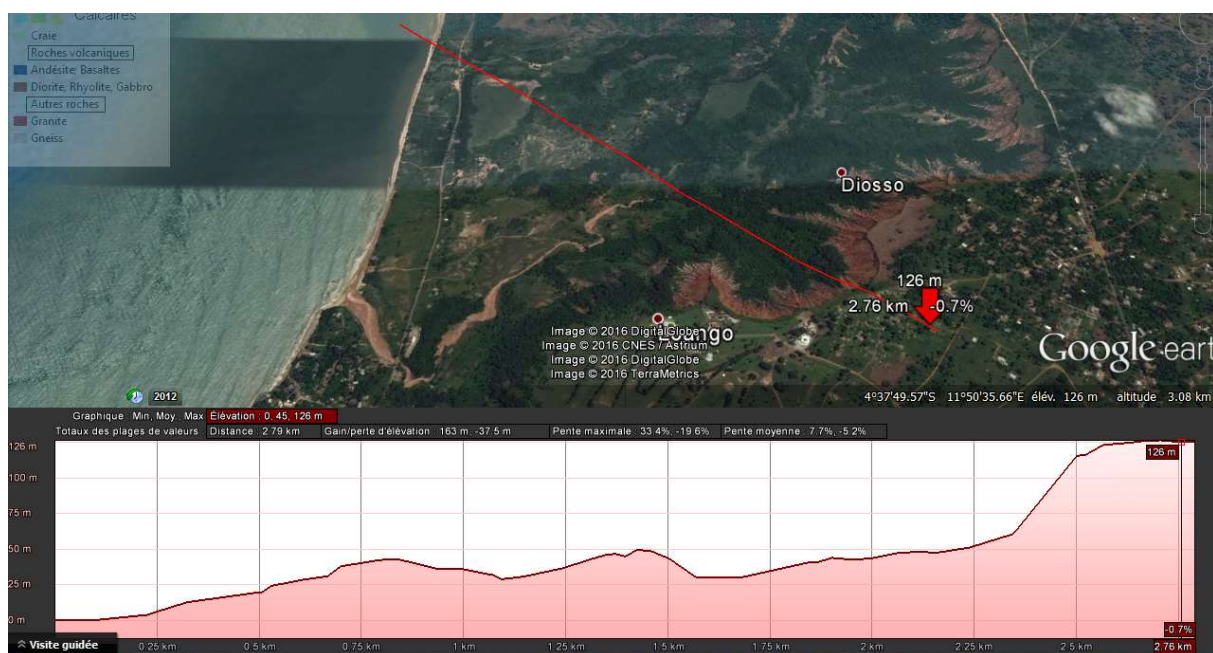 Calcaires
Craie
Roches volcaniques
Andésite; Basaltes
Diorite, Rhyolite, Gabbro
Autres roches
Granite
Gneiss
Diosso
126 m
2.76 km -0.7%
Loango
Image © 2016 DigitalGlobe
Image © 2016 CNES / Astrium
Image © 2016 DigitalGlobe
Image © 2016 TerraMetrics
Google eart
2012
4°37'49.57"S 11°50'35.66"E élév. 126 m altitude 3.08 km
Graphique : Min, Moy., Max Élévation : 0, 45, 126 m
Totaux des plages de valeurs : Distance : 2.79 km Gain/perte d'élévation : 163 m, -37.5 m Pente maximale : 33.4%, -19.6% Pente moyenne : 7.7%, -5.2%
126 m
126 m
100 m
75 m
50 m
25 m
0 m
-0.7%
Visite guidée 0.25 km 0.5 km 0.75 km 1 km 1.25 km 1.5 km 1.75 km 2 km 2.25 km 2.5 km 2.76 km